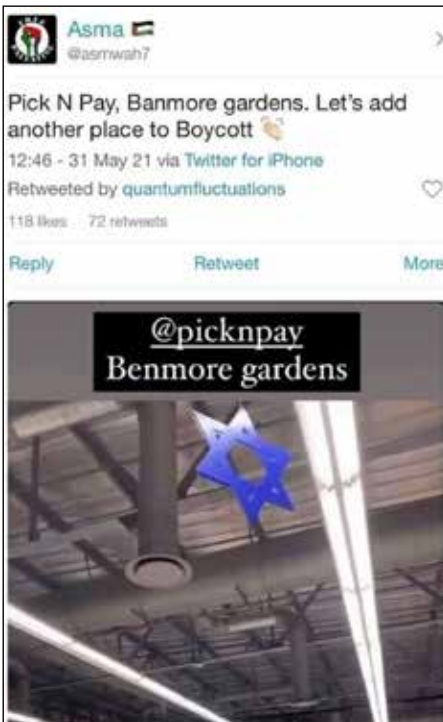 Asma
@asmwah7
Pick N Pay, Banmore gardens. Let's add
another place to Boycott
12:46 - 31 May 21 via Twitter for iPhone
Retweeted by quantumfluctuations
118 likes 72 retweets
Reply Retweet More
@picknpay
Benmore gardens